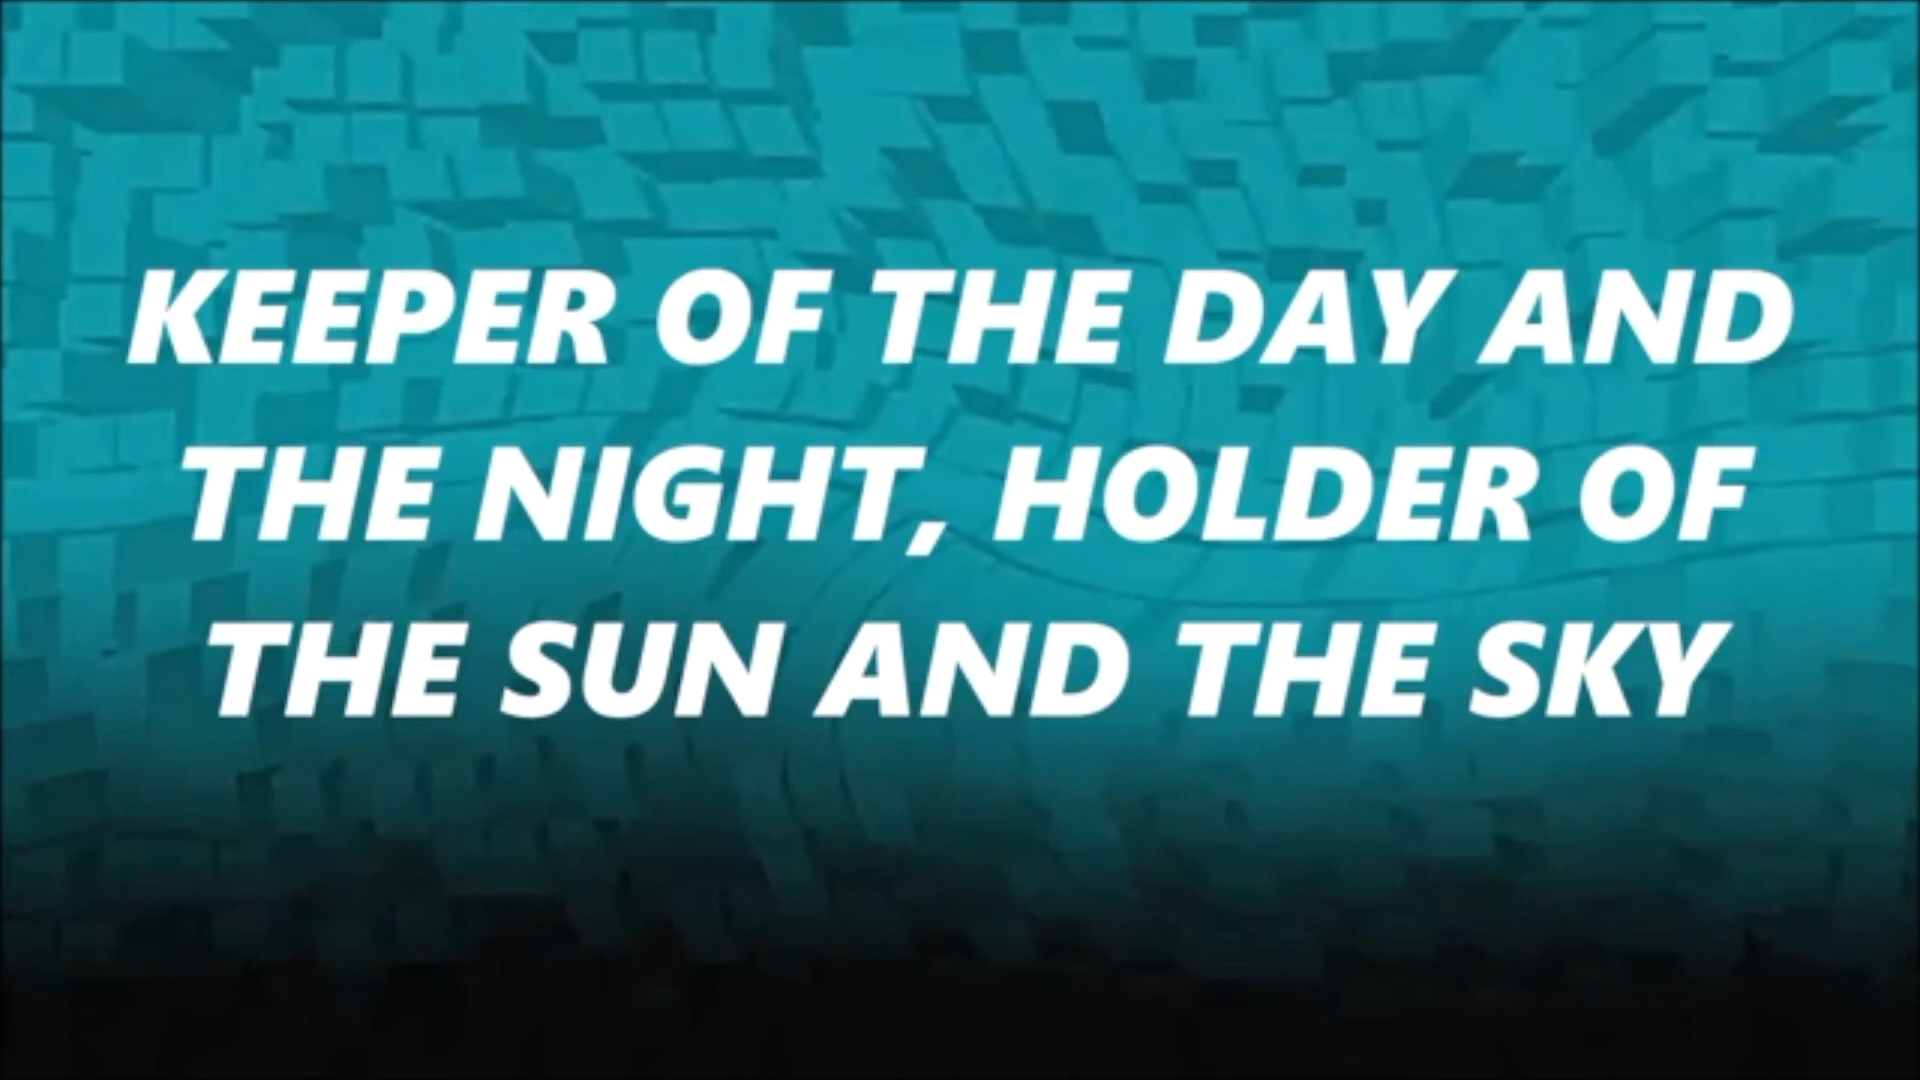 KEEPER OF THE DAY AND
THE NIGHT, HOLDER OF
THE SUN AND THE SKY